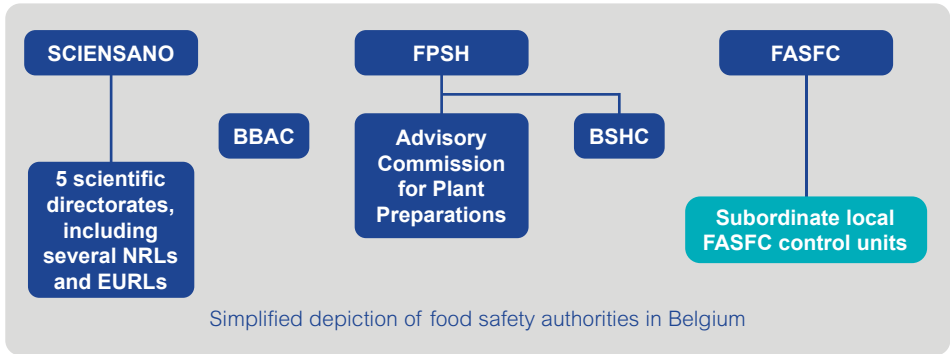 SCIENSANO
FPSH
FASFC
BBAC
Advisory
Commission
for Plant
Preparations
BSHC
5 scientific
directorates,
including
several NRLs
and EURLs
Subordinate local
FASFC control units
Simplified depiction of food safety authorities in Belgium